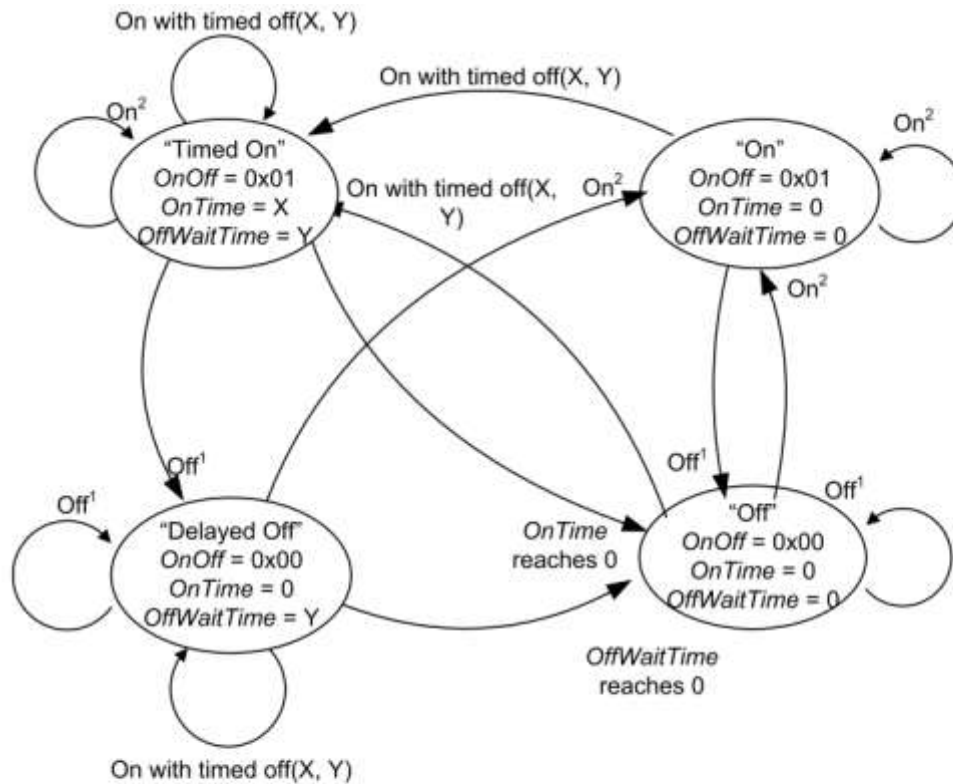 On with timed off(X, Y)
On with timed off(X, Y)
On²
On²
“Timed On”
OnOff = 0x01
OnTime = X
OffWaitTime = Y
On with timed off(X,
Y)
On²
“On”
OnOff = 0x01
OnTime = 0
OffWaitTime = 0
On²
Off¹
Off¹
Off¹
“Delayed Off”
OnOff = 0x00
OnTime = 0
OffWaitTime = Y
OnTime
reaches 0
Off¹
“Off”
OnOff = 0x00
OnTime = 0
OffWaitTime = 0
OffWaitTime
reaches 0
On with timed off(X, Y)